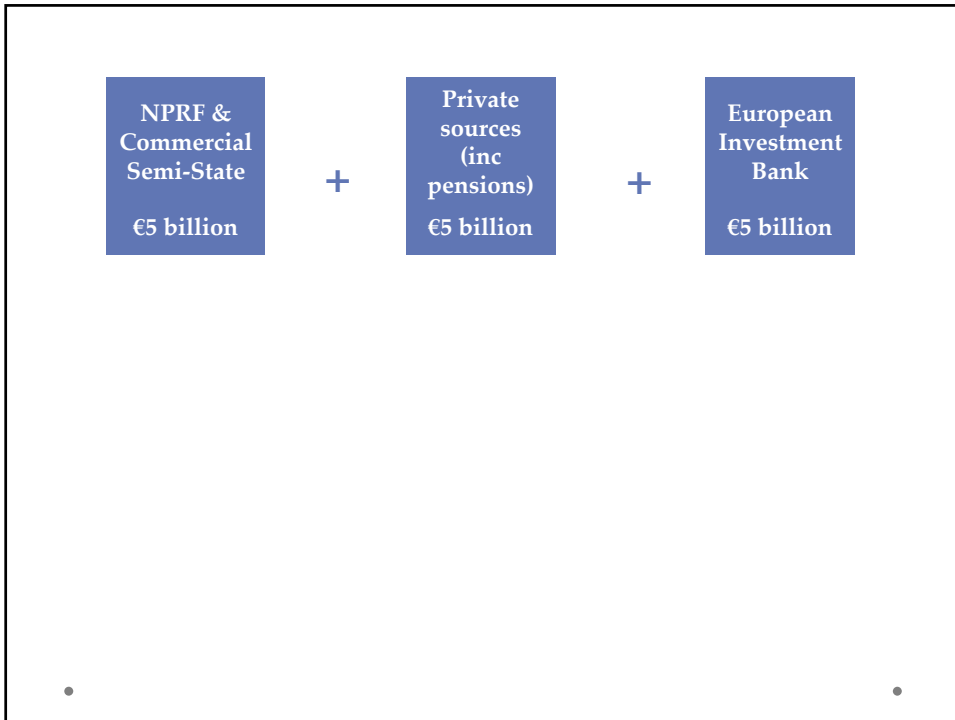 NPRF &
Commercial
Semi-State
€5 billion
+
Private
sources
(inc
pensions)
€5 billion
+
European
Investment
Bank
€5 billion